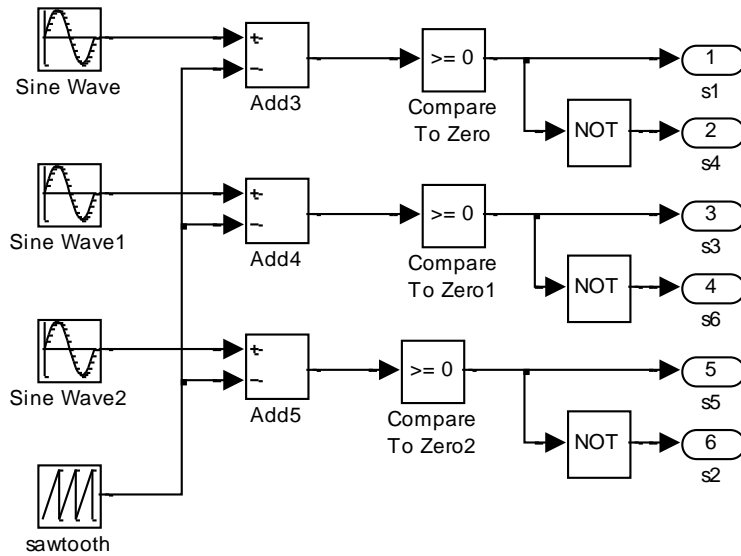 Sine Wave
+
−
Add3
>= 0
Compare
To Zero
1
s1
NOT
2
s4
Sine Wave1
+
−
Add4
>= 0
Compare
To Zero1
3
s3
NOT
4
s6
Sine Wave2
+
−
Add5
>= 0
Compare
To Zero2
5
s5
NOT
6
s2
sawtooth